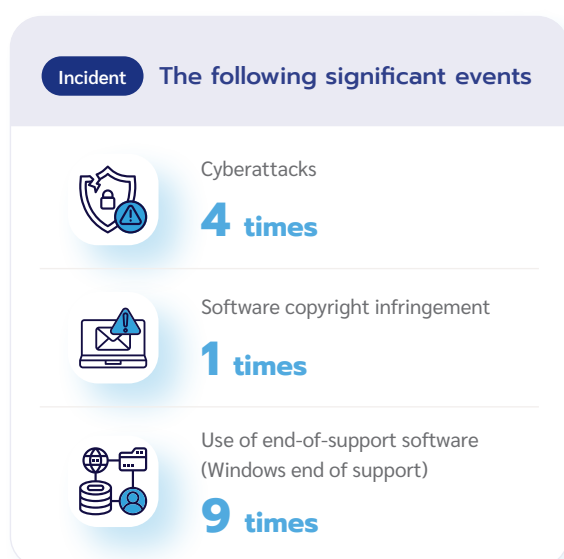 Incident The following significant events
Cyberattacks
4 times
Software copyright infringement
1 times
Use of end-of-support software
(Windows end of support)
9 times